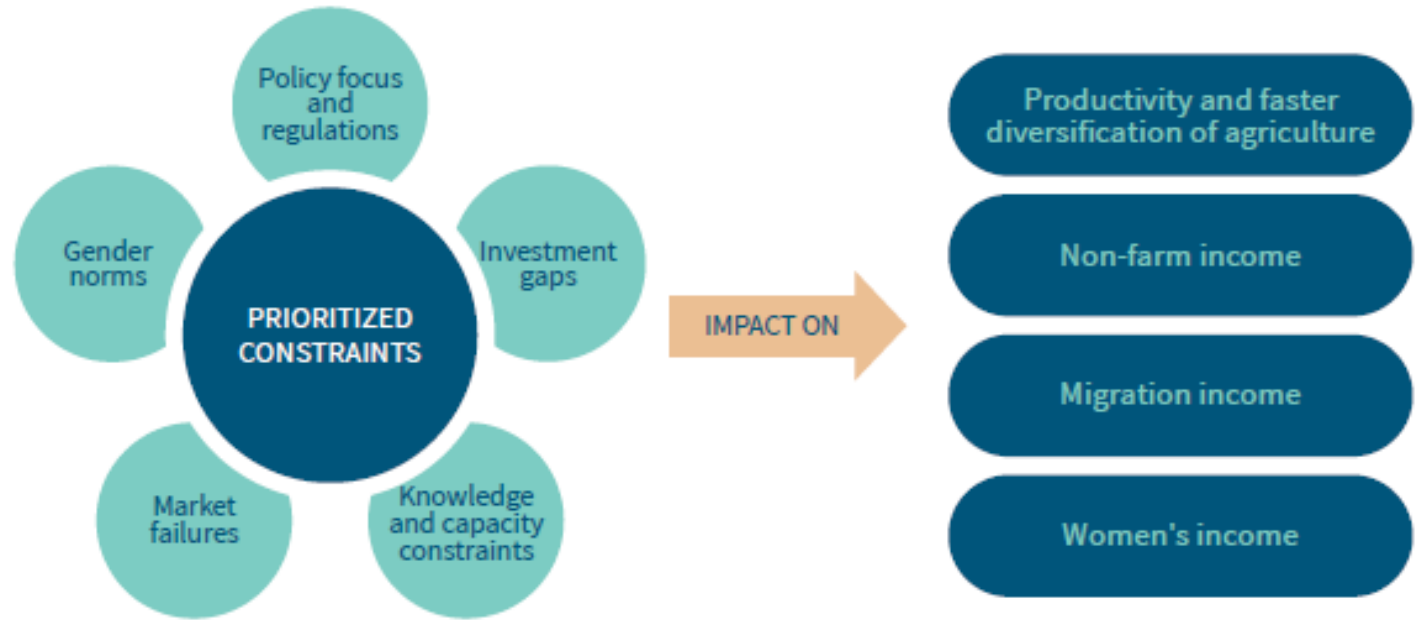 Policy focus
and
regulations
Gender
norms
Investment
gaps
PRIORITIZED
CONSTRAINTS
Market
failures
Knowledge
and capacity
constraints
IMPACT ON
Productivity and faster
diversification of agriculture
Non-farm income
Migration income
Women's income